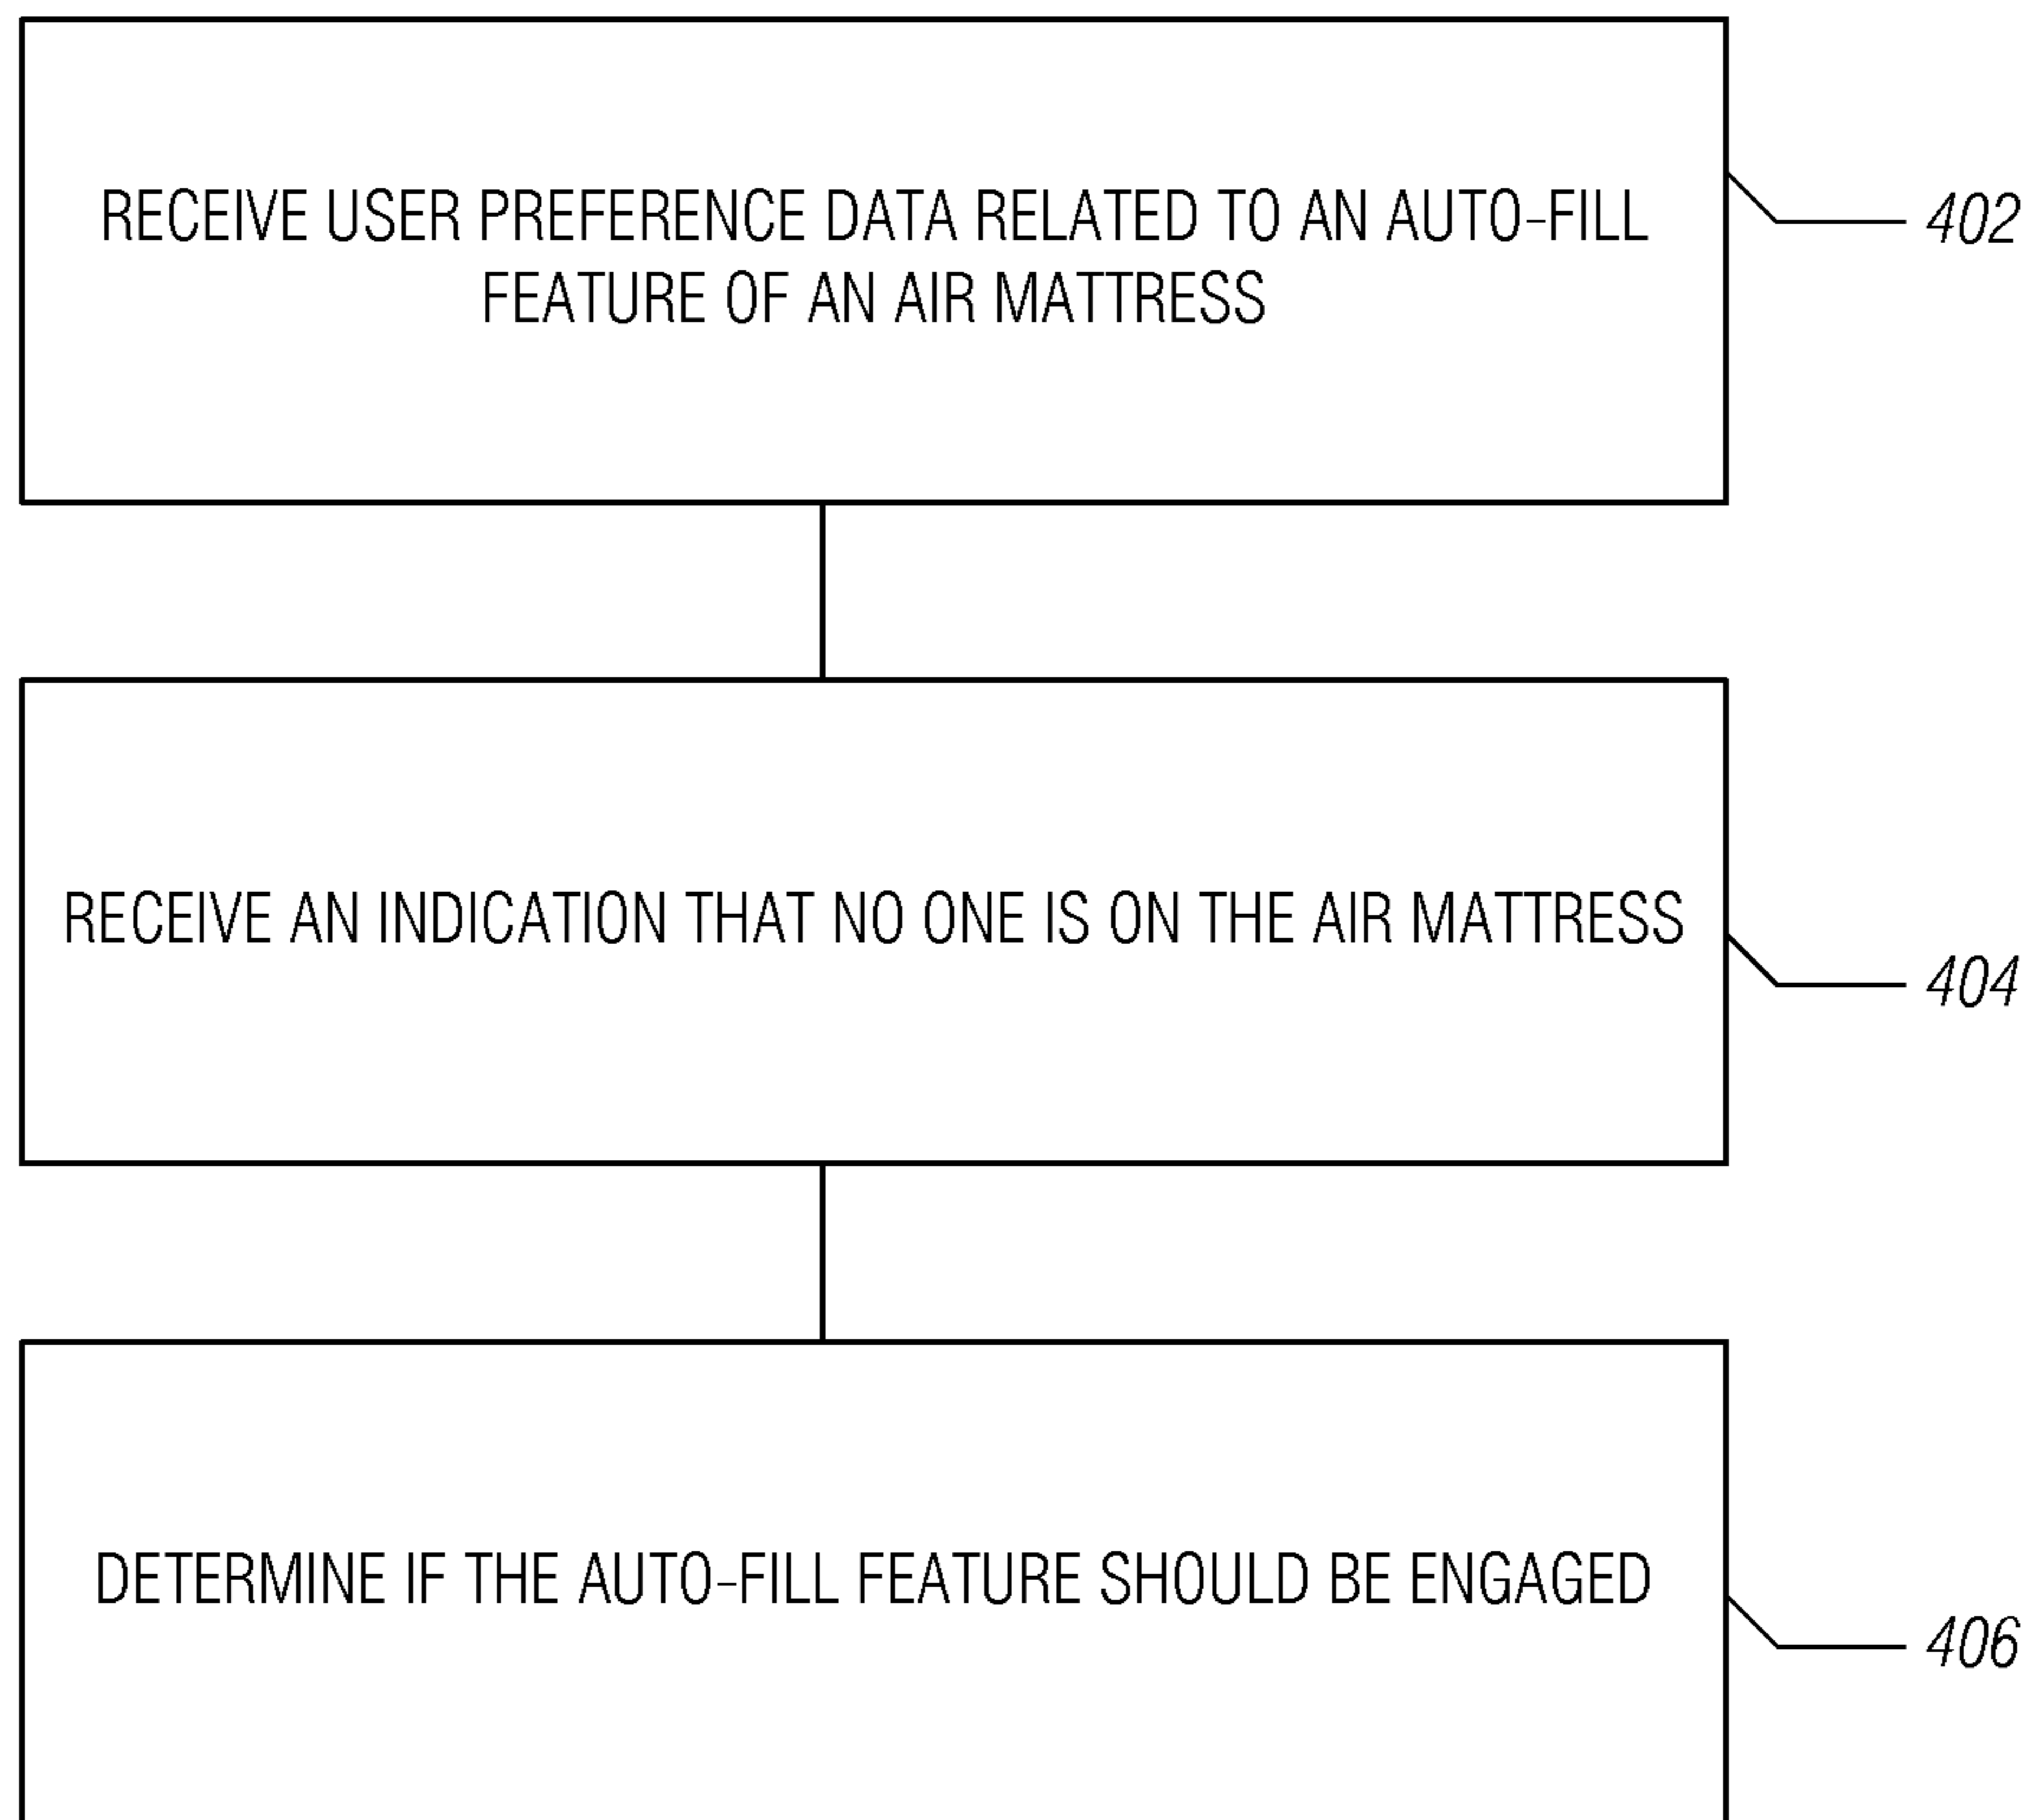 RECEIVE USER PREFERENCE DATA RELATED TO AN AUTO-FILL
FEATURE OF AN AIR MATTRESS
402
RECEIVE AN INDICATION THAT NO ONE IS ON THE AIR MATTRESS
404
DETERMINE IF THE AUTO-FILL FEATURE SHOULD BE ENGAGED
406